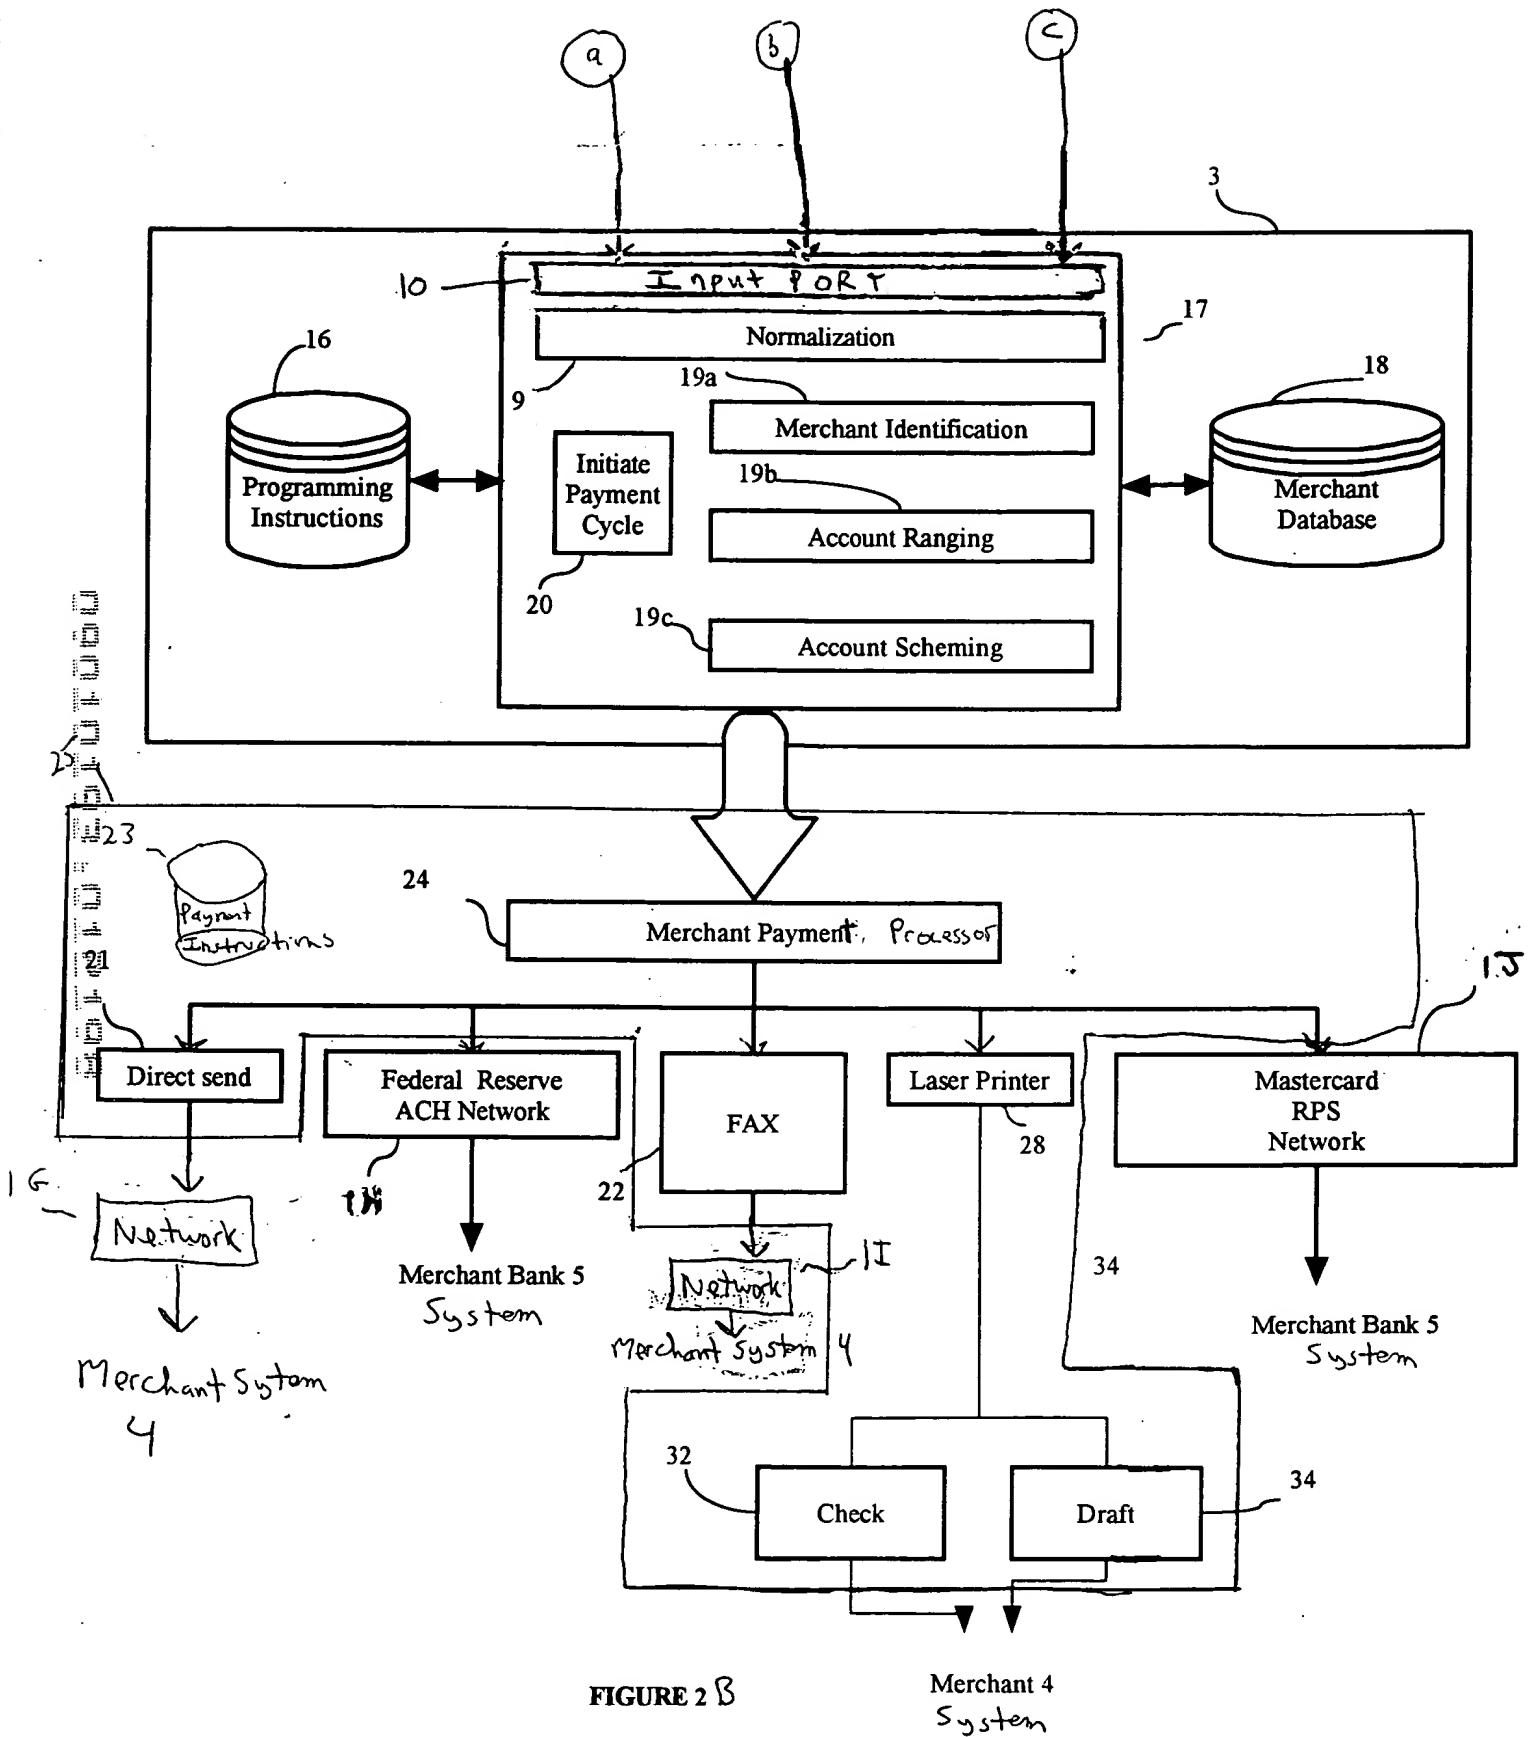 a
b
c
3
10
Input PORT
17
Normalization
9
16
18
19a
Merchant Identification
Initiate
Payment
Cycle
20
19b
Account Ranging
19c
Account Scheming
Programming
Instructions
Merchant
Database
23
Payment
Instructions
24
Merchant Payment. Processor
21
1J
Direct send
Federal Reserve
ACH Network
FAX
Laser Printer
Mastercard
RPS
Network
22
28
1G
Network
Merchant Bank 5
System
1I
Network
Merchant System 4
34
Merchant Bank 5
System
Merchant Sytem
4
32
Check
Draft
34
Merchant 4
System
FIGURE 2 B